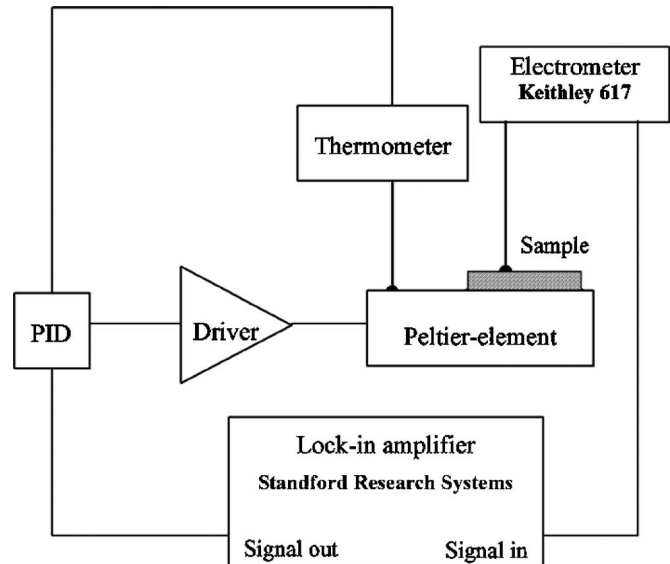 Electrometer
Keithley 617
Thermometer
Sample
PID
Driver
Peltier-element
Lock-in amplifier
Standford Research Systems
Signal out
Signal in